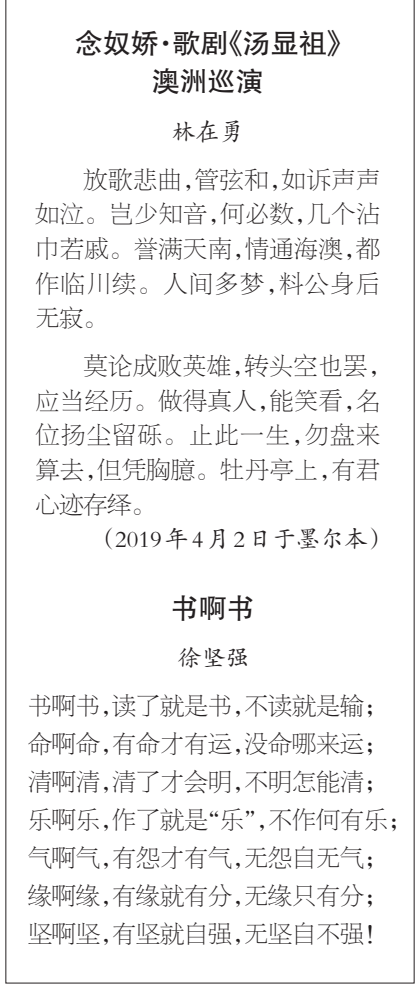 念奴娇·歌剧《汤显祖》
澳洲巡演
林在勇
放歌悲曲,管弦和,如诉声声
如泣。岂少知音,何必数,几个沾
巾若戚。誉满天南,情通海澳,都
作临川续。人间多梦,料公身后
无寂。
莫论成败英雄,转头空也罢,
应当经历。做得真人,能笑看,名
位扬尘留砾。止此一生,勿盘来
算去,但凭胸臆。牡丹亭上,有君
心迹存绎。
(2019年4月2日于墨尔本)
书啊书
徐坚强
书啊书,读了就是书,不读就是输;
命啊命,有命才有运,没命哪来运;
清啊清,清了才会明,不明怎能清;
乐啊乐,作了就是“乐”,不作何有乐;
气啊气,有怨才有气,无怨自无气;
缘啊缘,有缘就有分,无缘只有分;
坚啊坚,有坚就自强,无坚自不强!